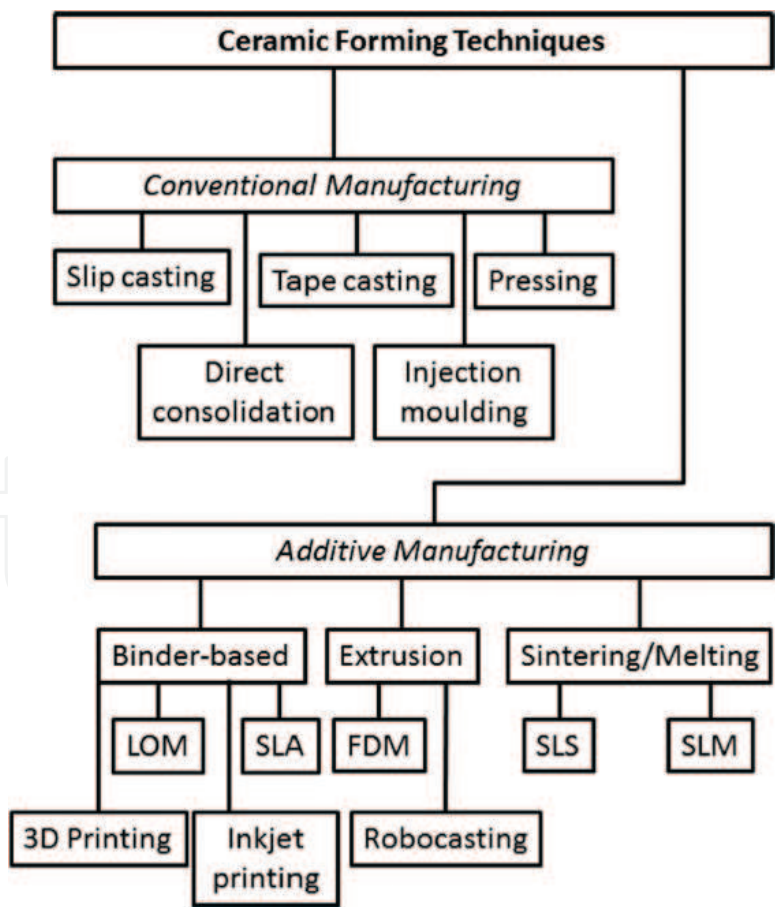 Ceramic Forming Techniques
Conventional Manufacturing
Slip casting
Tape casting
Pressing
Direct
consolidation
Injection
moulding
Additive Manufacturing
Binder-based
Extrusion
Sintering/Melting
LOM
SLA
FDM
SLS
SLM
3D Printing
Inkjet
printing
Robocasting